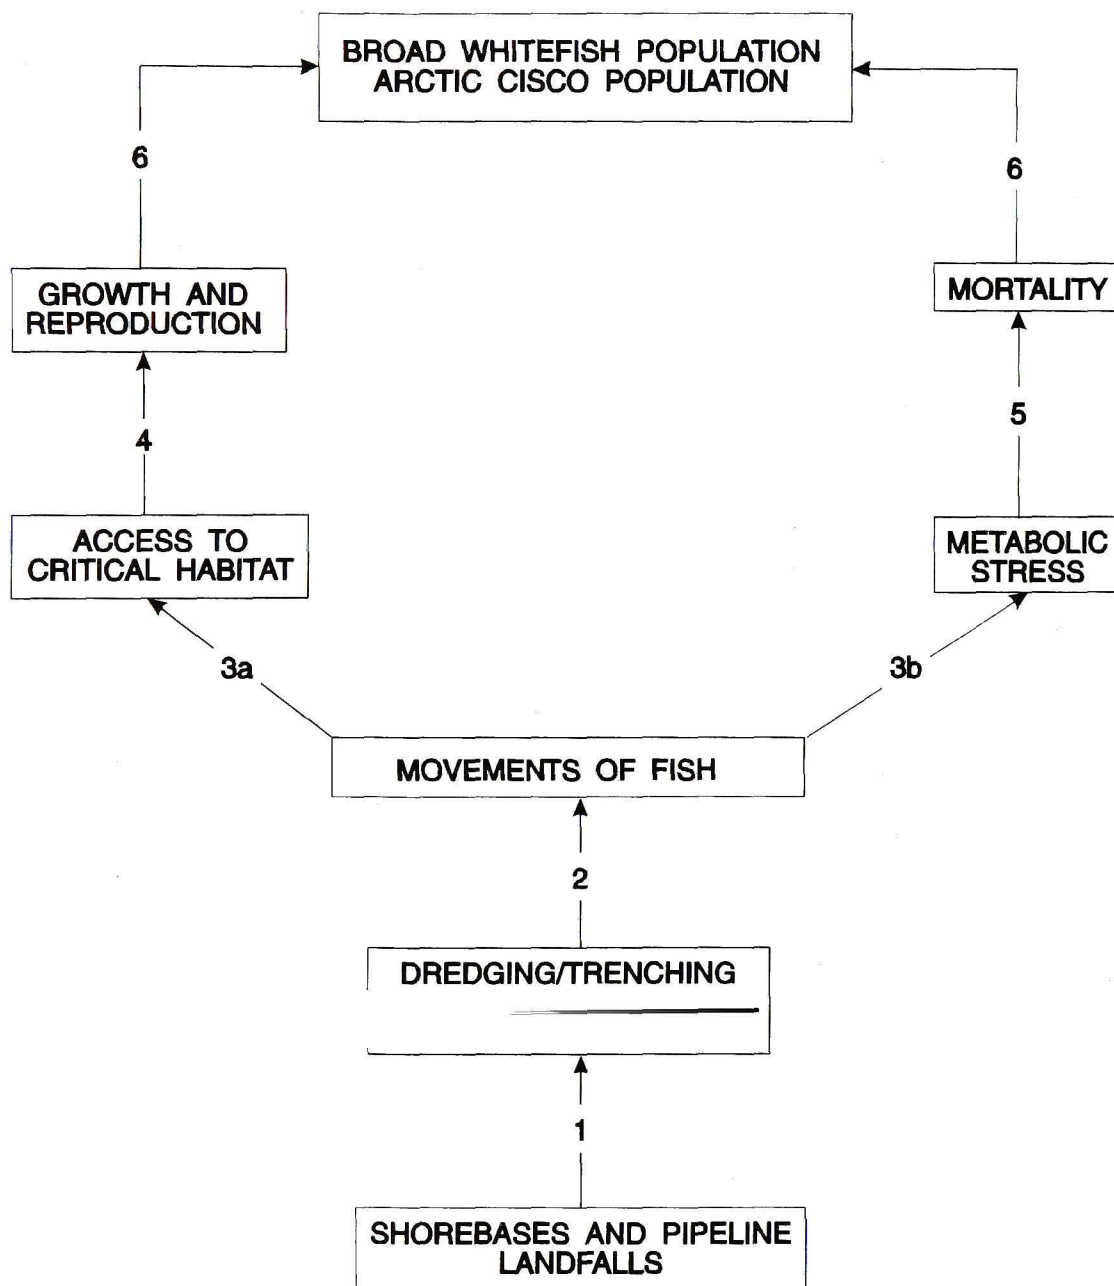 BROAD WHITEFISH POPULATION
ARCTIC CISCO POPULATION
6
6
GROWTH AND
REPRODUCTION
MORTALITY
4
5
ACCESS TO
CRITICAL HABITAT
METABOLIC
STRESS
3a
3b
MOVEMENTS OF FISH
2
DREDGING/TRENCHING
1
SHOREBASES AND PIPELINE
LANDFALLS